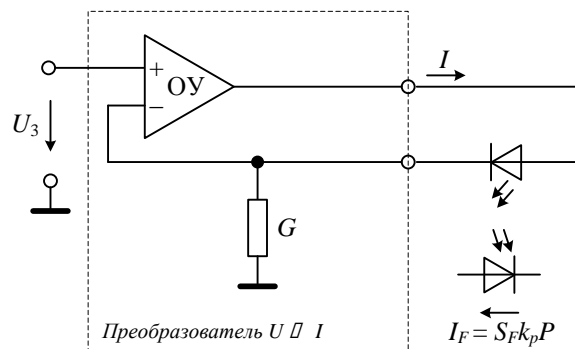 I
+
ОУ
−
U3
G
Преобразователь U  I
IF = SFkpP